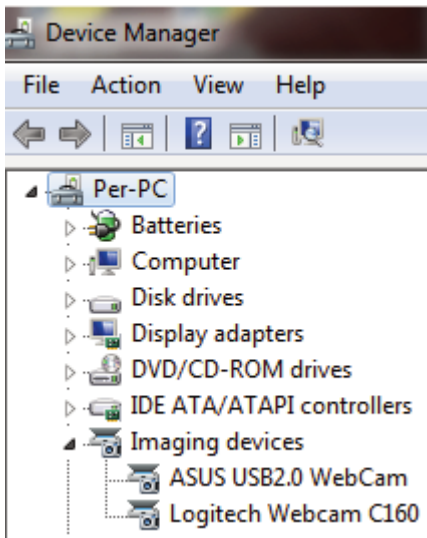 Device Manager
File Action View Help
Per-PC
Batteries
Computer
Disk drives
Display adapters
DVD/CD-ROM drives
IDE ATA/ATAPI controllers
Imaging devices
ASUS USB2.0 WebCam
Logitech Webcam C160